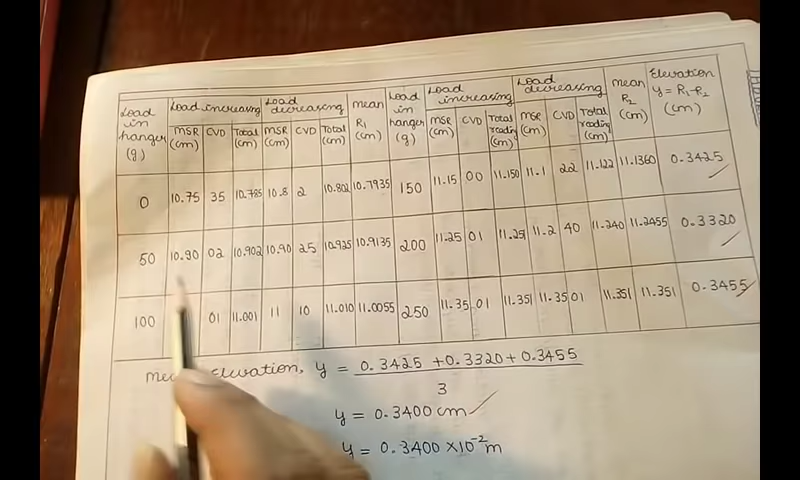 Load in hanger (g) Load increasing Load decreasing mean R1 (cm) Load in hanger (g) Load increasing Load decreasing mean R2 (cm) Elevation y = R1-R2 (cm)
MSR (cm) CVD Total (cm) MSR (cm) CVD Total (cm) MSR (cm) CVD Total reading (cm) MSR (cm) CVD Total reading (cm)
0 10.75 35 10.785 10.8 2 10.802 10.7935 150 11.15 00 11.150 11.1 22 11.122 11.1360 0.3425
50 10.90 02 10.902 10.90 25 10.925 10.9135 200 11.25 01 11.251 11.2 40 11.240 11.2455 0.3320
100 01 11.001 11 10 11.010 11.0055 250 11.35 01 11.351 11.35 01 11.351 11.351 0.3455
Elevation, y = 0.3425 + 0.3320 + 0.3455
3
y = 0.3400 cm
y = 0.3400 × 10⁻² m